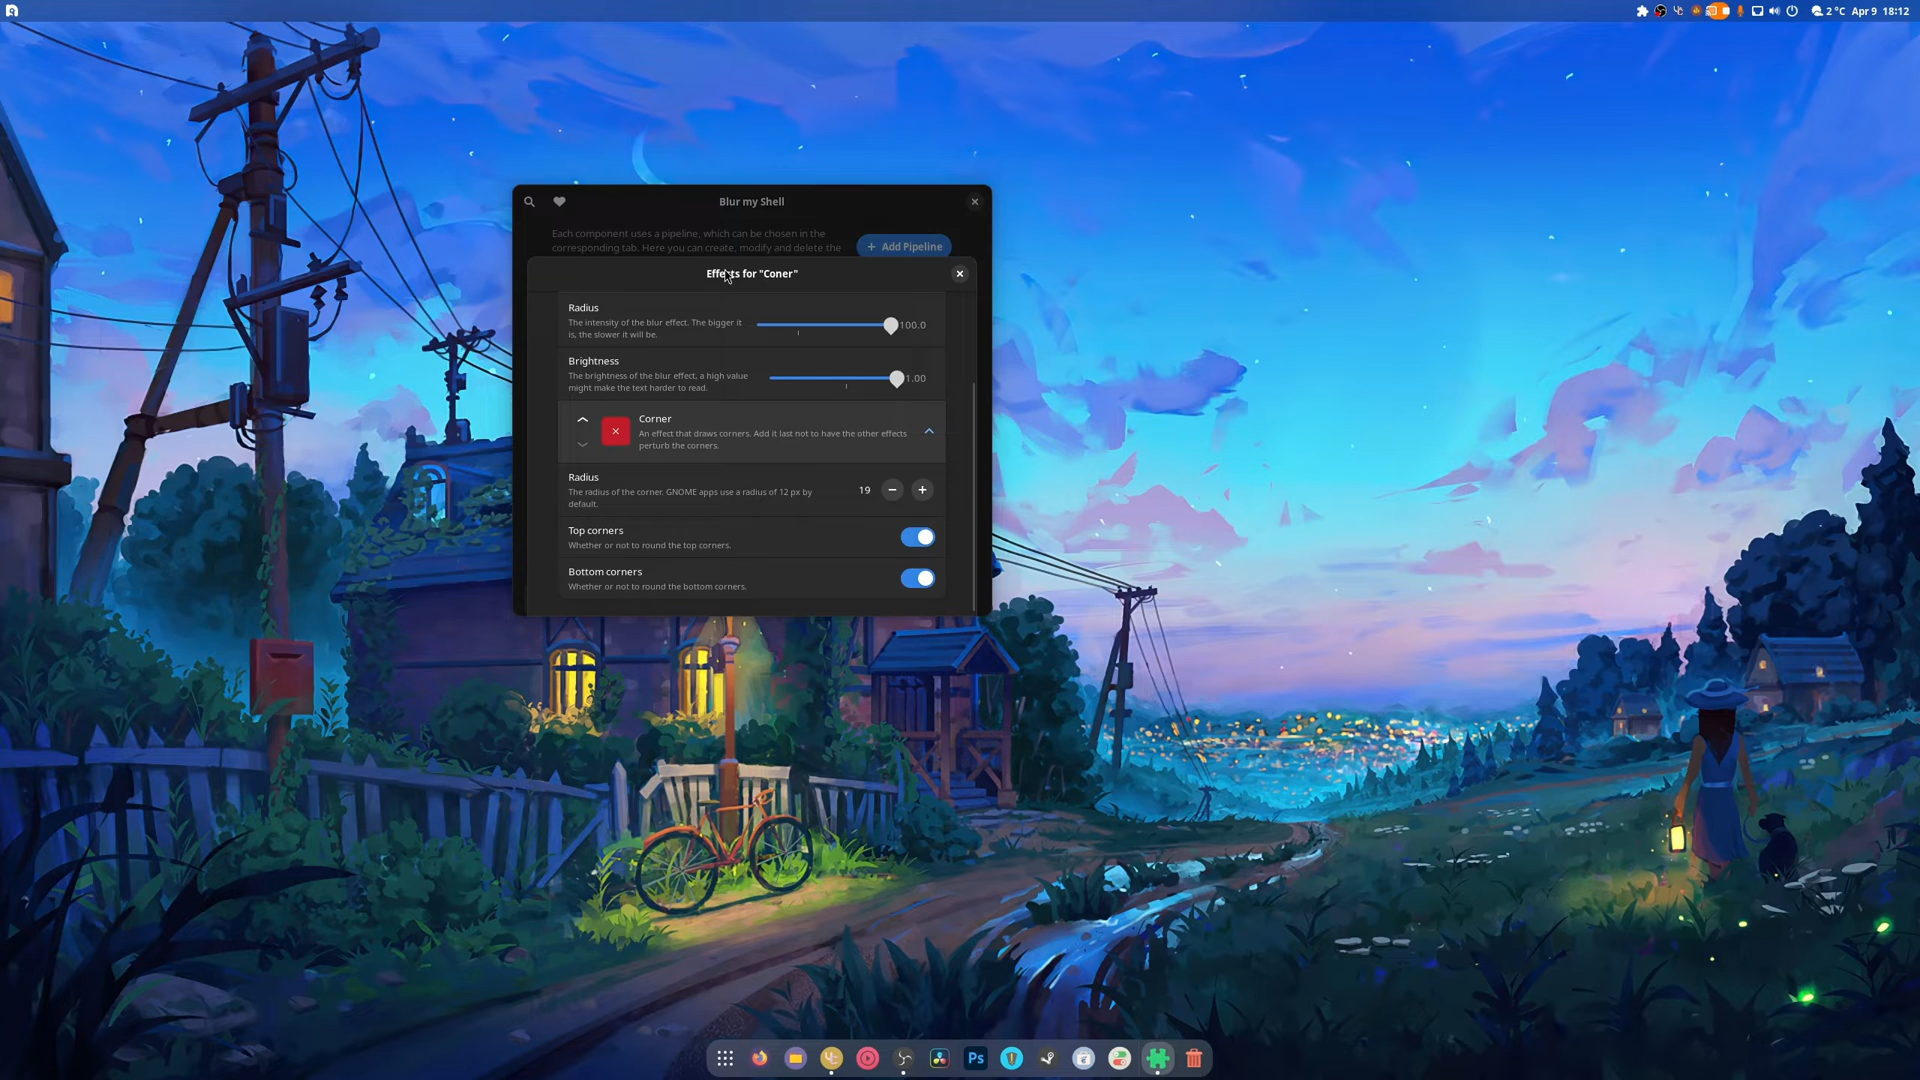 2 °C Apr 9 18:12
Blur my Shell
Each component uses a pipeline, which can be chosen in the
corresponding tab. Here you can create, modify and delete the
+ Add Pipeline
Effects for "Coner"
Radius
The intensity of the blur effect. The bigger it
is, the slower it will be.
100.0
Brightness
The brightness of the blur effect, a high value
might make the text harder to read.
1.00
Corner
An effect that draws corners. Add it last not to have the other effects
perturb the corners.
Radius
The radius of the corner. GNOME apps use a radius of 12 px by
default.
19
Top corners
Whether or not to round the top corners.
Bottom corners
Whether or not to round the bottom corners.
Ps